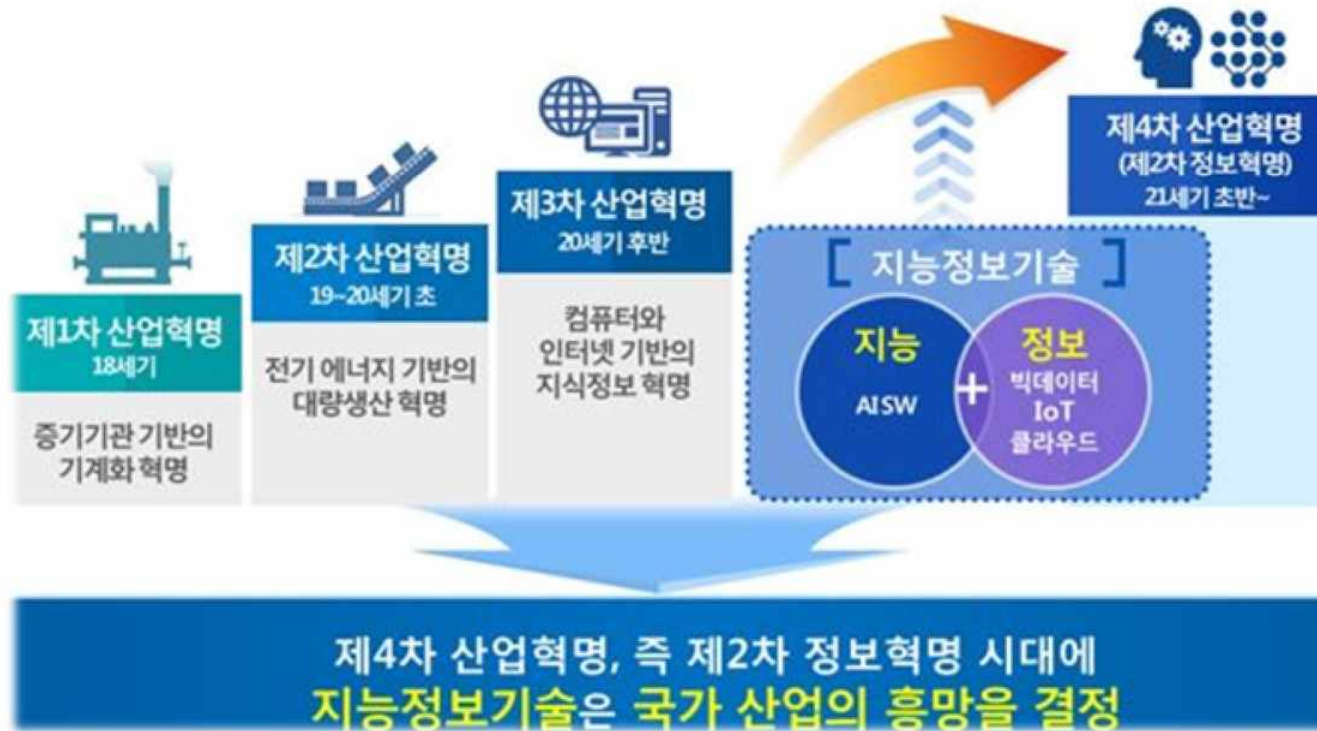 제1차 산업혁명
18세기
증기기관 기반의
기계화 혁명
제2차 산업혁명
19~20세기 초
전기 에너지 기반의
대량생산 혁명
제3차 산업혁명
20세기 후반
컴퓨터와
인터넷 기반의
지식정보 혁명
[ 지능정보기술 ]
지능
AI SW
+
정보
빅데이터
IoT
클라우드
제4차 산업혁명
(제2차 정보혁명)
21세기 초반~
제4차 산업혁명, 즉 제2차 정보혁명 시대에
지능정보기술은 국가 산업의 흥망을 결정